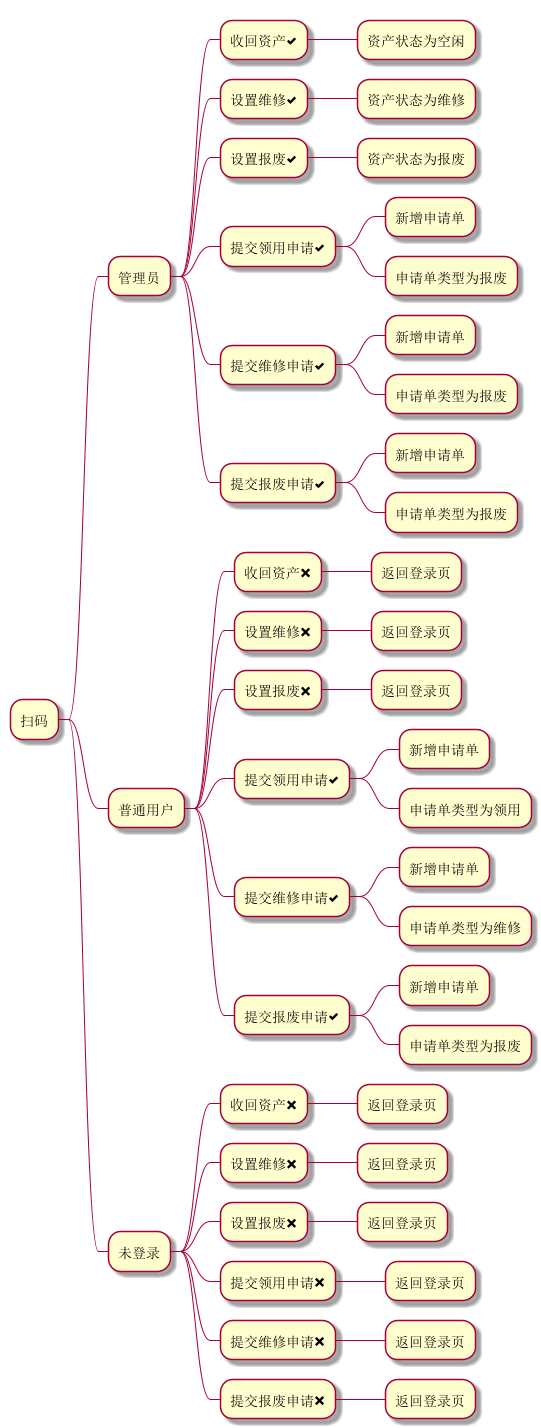 扫码
管理员
收回资产✔
资产状态为空闲
设置维修✔
资产状态为维修
设置报废✔
资产状态为报废
提交领用申请✔
新增申请单
申请单类型为报废
提交维修申请✔
新增申请单
申请单类型为报废
提交报废申请✔
新增申请单
申请单类型为报废
普通用户
收回资产✖
返回登录页
设置维修✖
返回登录页
设置报废✖
返回登录页
提交领用申请✔
新增申请单
申请单类型为领用
提交维修申请✔
新增申请单
申请单类型为维修
提交报废申请✔
新增申请单
申请单类型为报废
未登录
收回资产✖
返回登录页
设置维修✖
返回登录页
设置报废✖
返回登录页
提交领用申请✖
返回登录页
提交维修申请✖
返回登录页
提交报废申请✖
返回登录页